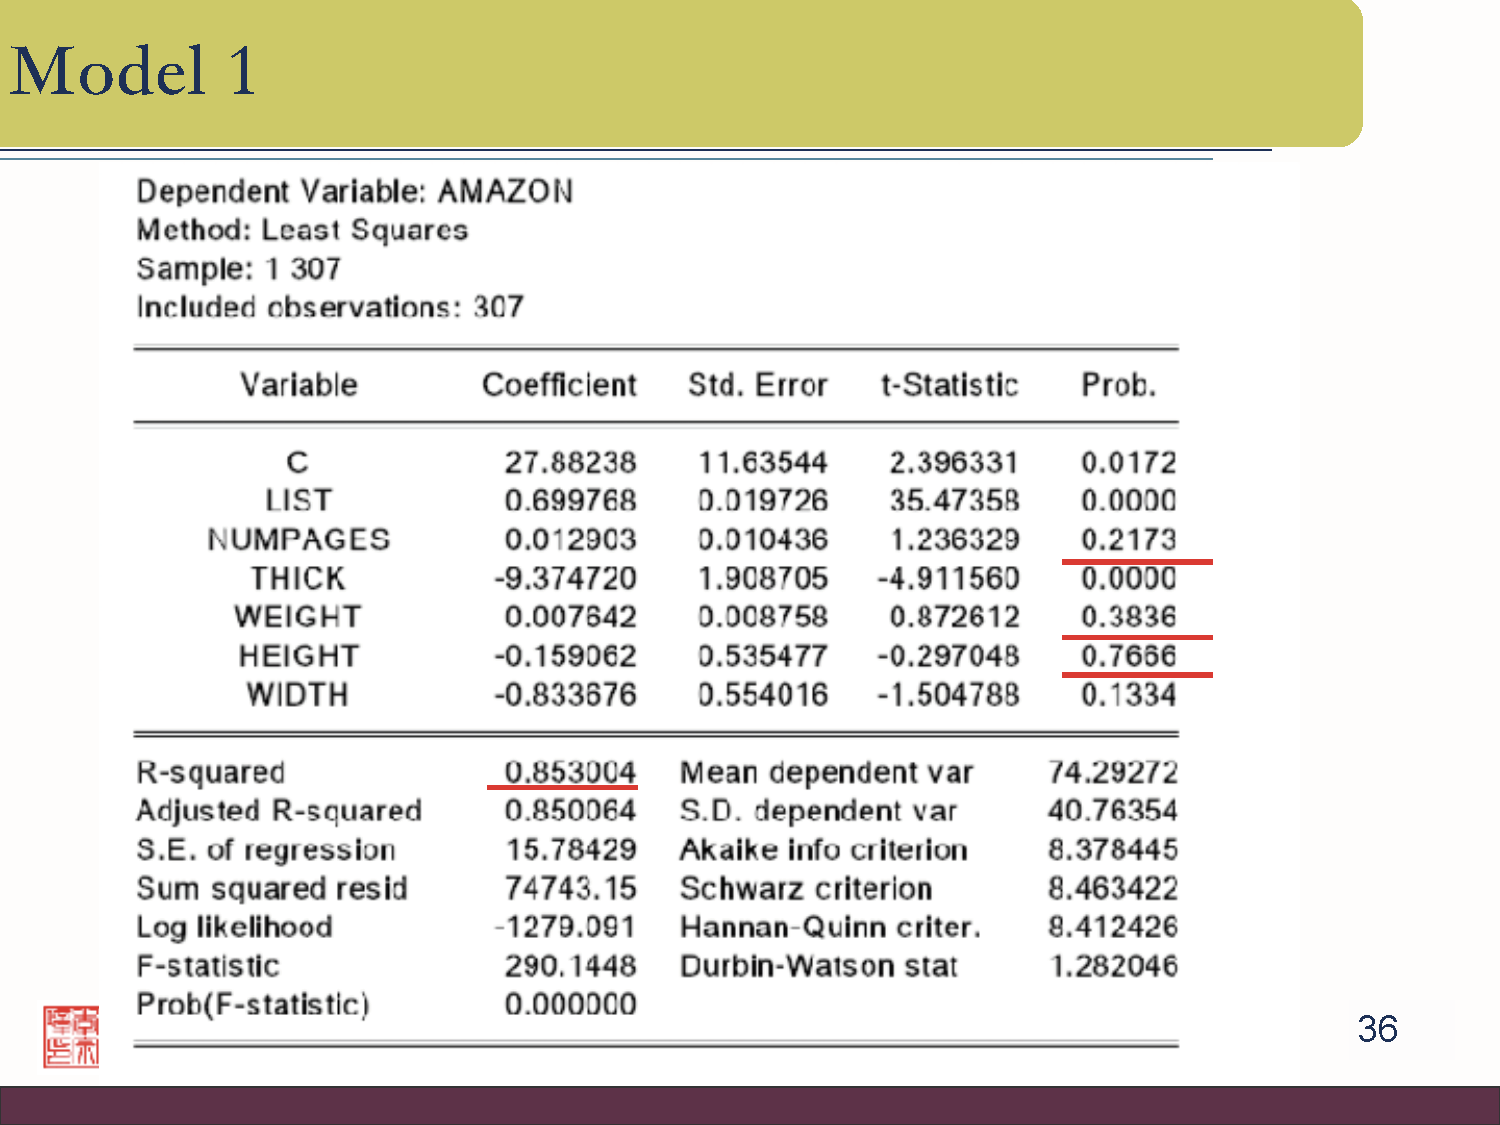 Model 1
Dependent Variable: AMAZON
Method: Least Squares
Sample: 1 307
Included observations: 307
Variable Coefficient Std. Error t-Statistic Prob.
C 27.88238 11.63544 2.396331 0.0172
LIST 0.699768 0.019726 35.47358 0.0000
NUMPAGES 0.012903 0.010436 1.236329 0.2173
THICK -9.374720 1.908705 -4.911560 0.0000
WEIGHT 0.007642 0.008758 0.872612 0.3836
HEIGHT -0.159062 0.535477 -0.297048 0.7666
WIDTH -0.833676 0.554016 -1.504788 0.1334
R-squared 0.853004 Mean dependent var 74.29272
Adjusted R-squared 0.850064 S.D. dependent var 40.76354
S.E. of regression 15.78429 Akaike info criterion 8.378445
Sum squared resid 74743.15 Schwarz criterion 8.463422
Log likelihood -1279.091 Hannan-Quinn criter. 8.412426
F-statistic 290.1448 Durbin-Watson stat 1.282046
Prob(F-statistic) 0.000000
36